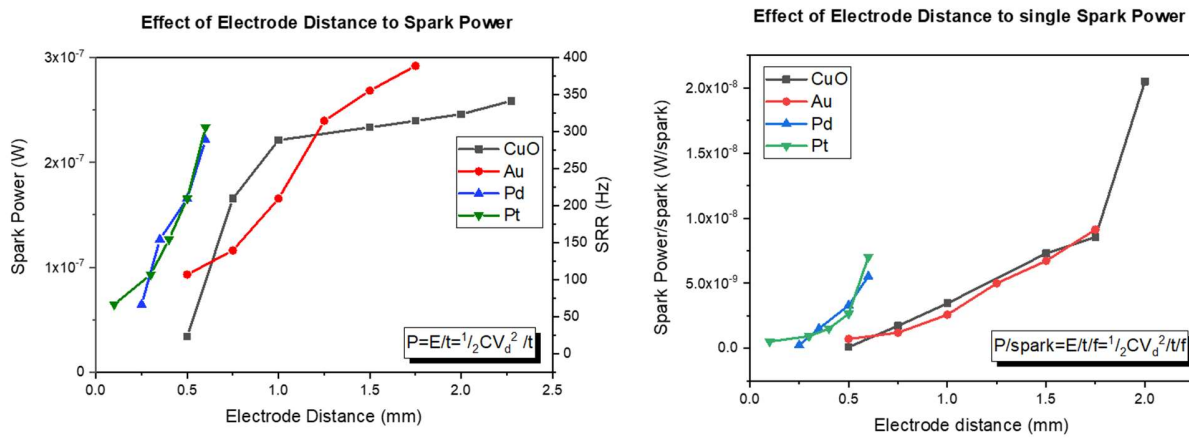 Effect of Electrode Distance to Spark Power
3x10⁻⁷
2x10⁻⁷
1x10⁻⁷
0
Spark Power (W)
400
350
300
250
200
150
100
50
0
SRR (Hz)
CuO
Au
Pd
Pt
P=E/t=¹/₂CV_d² /t
0.0 0.5 1.0 1.5 2.0 2.5
Electrode Distance (mm)
Effect of Electrode Distance to single Spark Power
2.0x10⁻⁸
1.5x10⁻⁸
1.0x10⁻⁸
5.0x10⁻⁹
0.0
Spark Power/spark (W/spark)
CuO
Au
Pd
Pt
P/spark=E/t/f=¹/₂CV_d²/t/f
0.0 0.5 1.0 1.5 2.0
Electrode distance (mm)